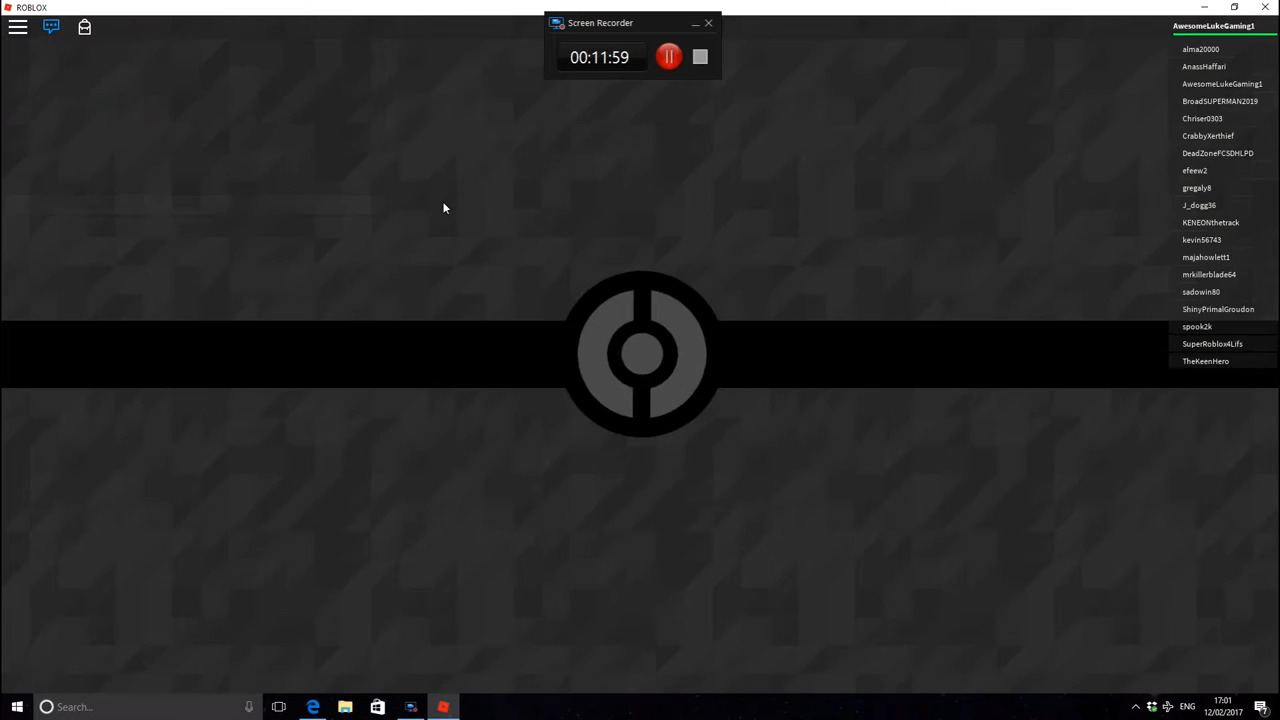 ROBLOX
Screen Recorder
00:11:59
AwesomeLukeGaming1
alma20000
AnassHaffari
AwesomeLukeGaming1
BroadSUPERMAN2019
Chriser0303
CrabbyXerthief
DeadZoneFCSDHLPD
efeew2
gregaly8
J_dogg36
KENEONthetrack
kevin56743
majahowlett1
mrkillerblade64
sadowin80
ShinyPrimalGroudon
spook2k
SuperRoblox4Lifs
TheKeenHero
Search...
ENG
17:01
12/02/2017
7